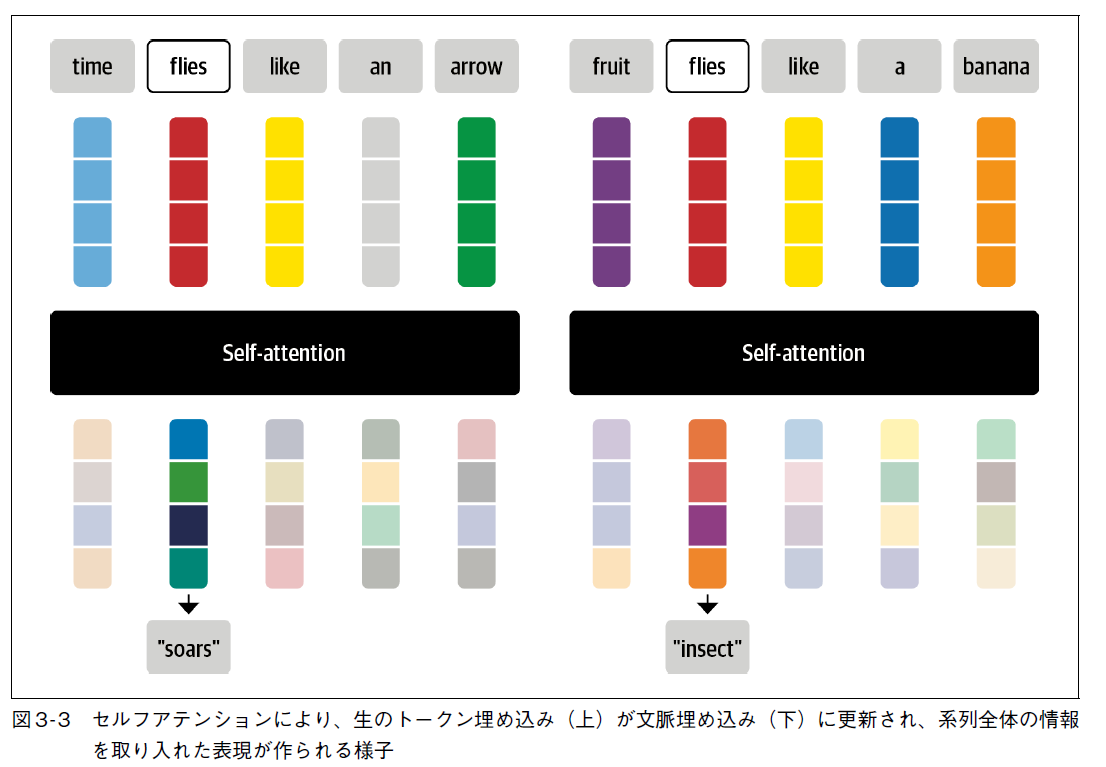 time flies like an arrow
fruit flies like a banana
Self-attention
Self-attention
"soars"
"insect"
図3-3 セルフアテンションにより、生のトークン埋め込み（上）が文脈埋め込み（下）に更新され、系列全体の情報
を取り入れた表現が作られる様子